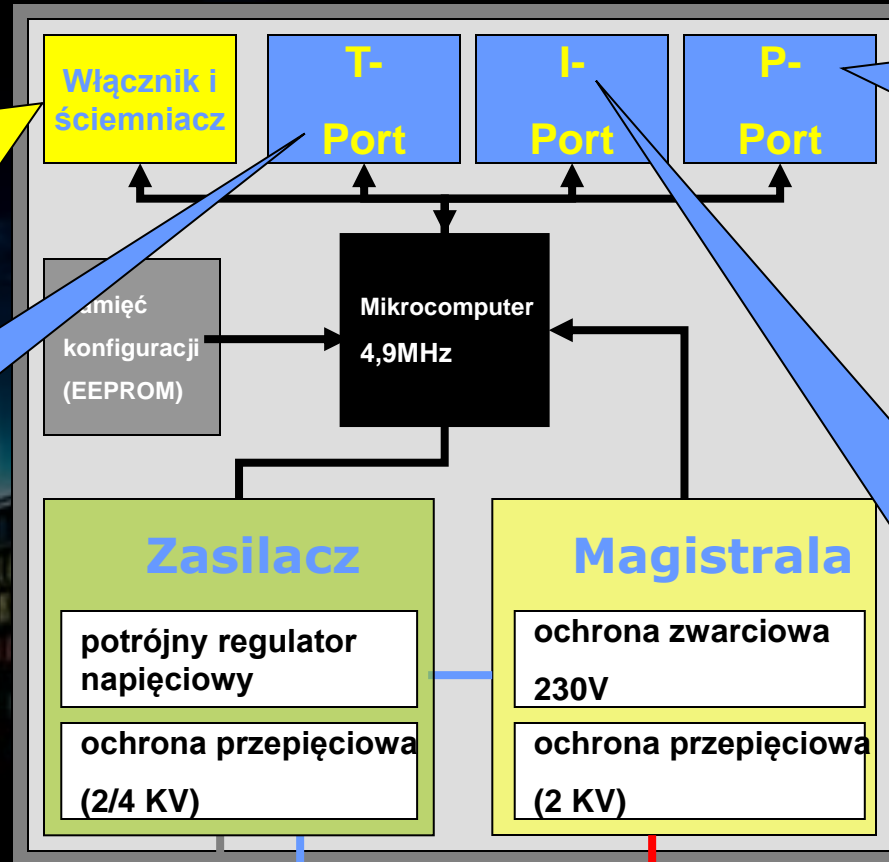 Włącznik i
ściemniacz
T-
Port
I-
Port
P-
Port
konfiguracji
(EEPROM)
Mikrocomputer
4,9MHz
Zasilacz
potrójny regulator
napięciowy
ochrona przepięciowa
(2/4 KV)
Magistrala
ochrona zwarciowa
230V
ochrona przepięciowa
(2 KV)